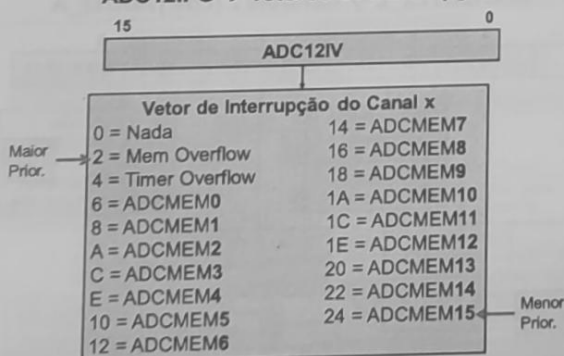 15 0
ADC12IV
Vetor de Interrupção do Canal x
Maior Prior.
0 = Nada
2 = Mem Overflow
4 = Timer Overflow
6 = ADCMEM0
8 = ADCMEM1
A = ADCMEM2
C = ADCMEM3
E = ADCMEM4
10 = ADCMEM5
12 = ADCMEM6
14 = ADCMEM7
16 = ADCMEM8
18 = ADCMEM9
1A = ADCMEM10
1C = ADCMEM11
1E = ADCMEM12
20 = ADCMEM13
22 = ADCMEM14
24 = ADCMEM15
Menor
Prior.